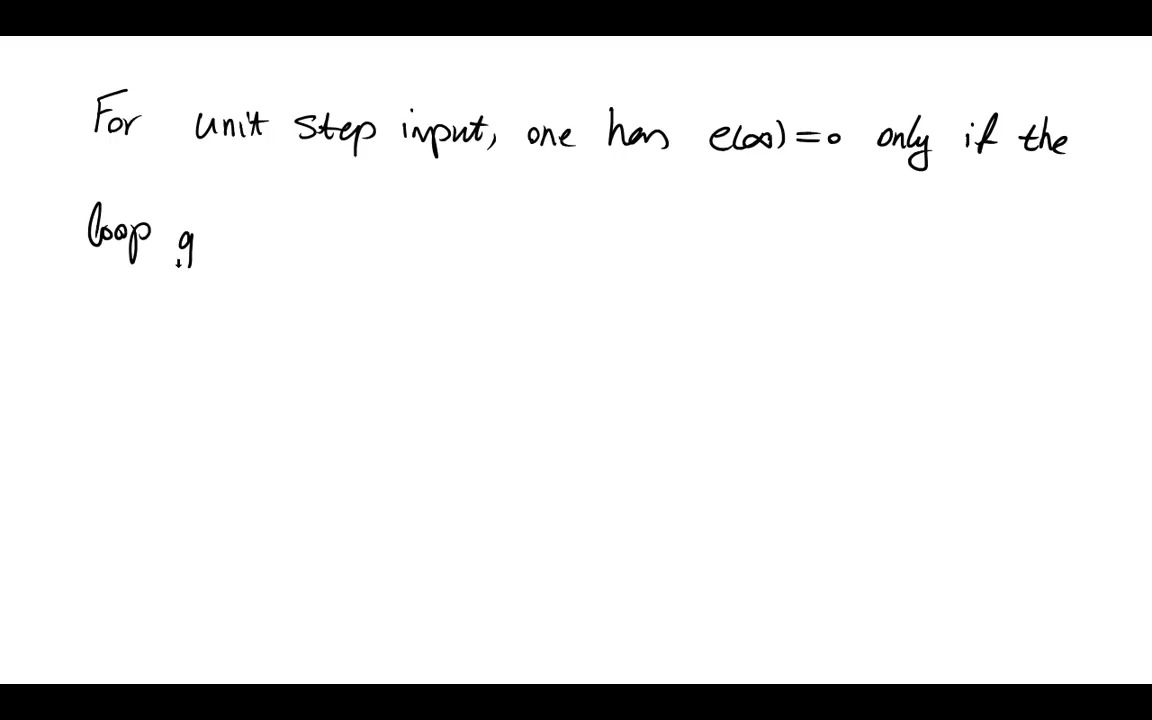 For unit step input, one has e(∞) = 0 only if the
loop g